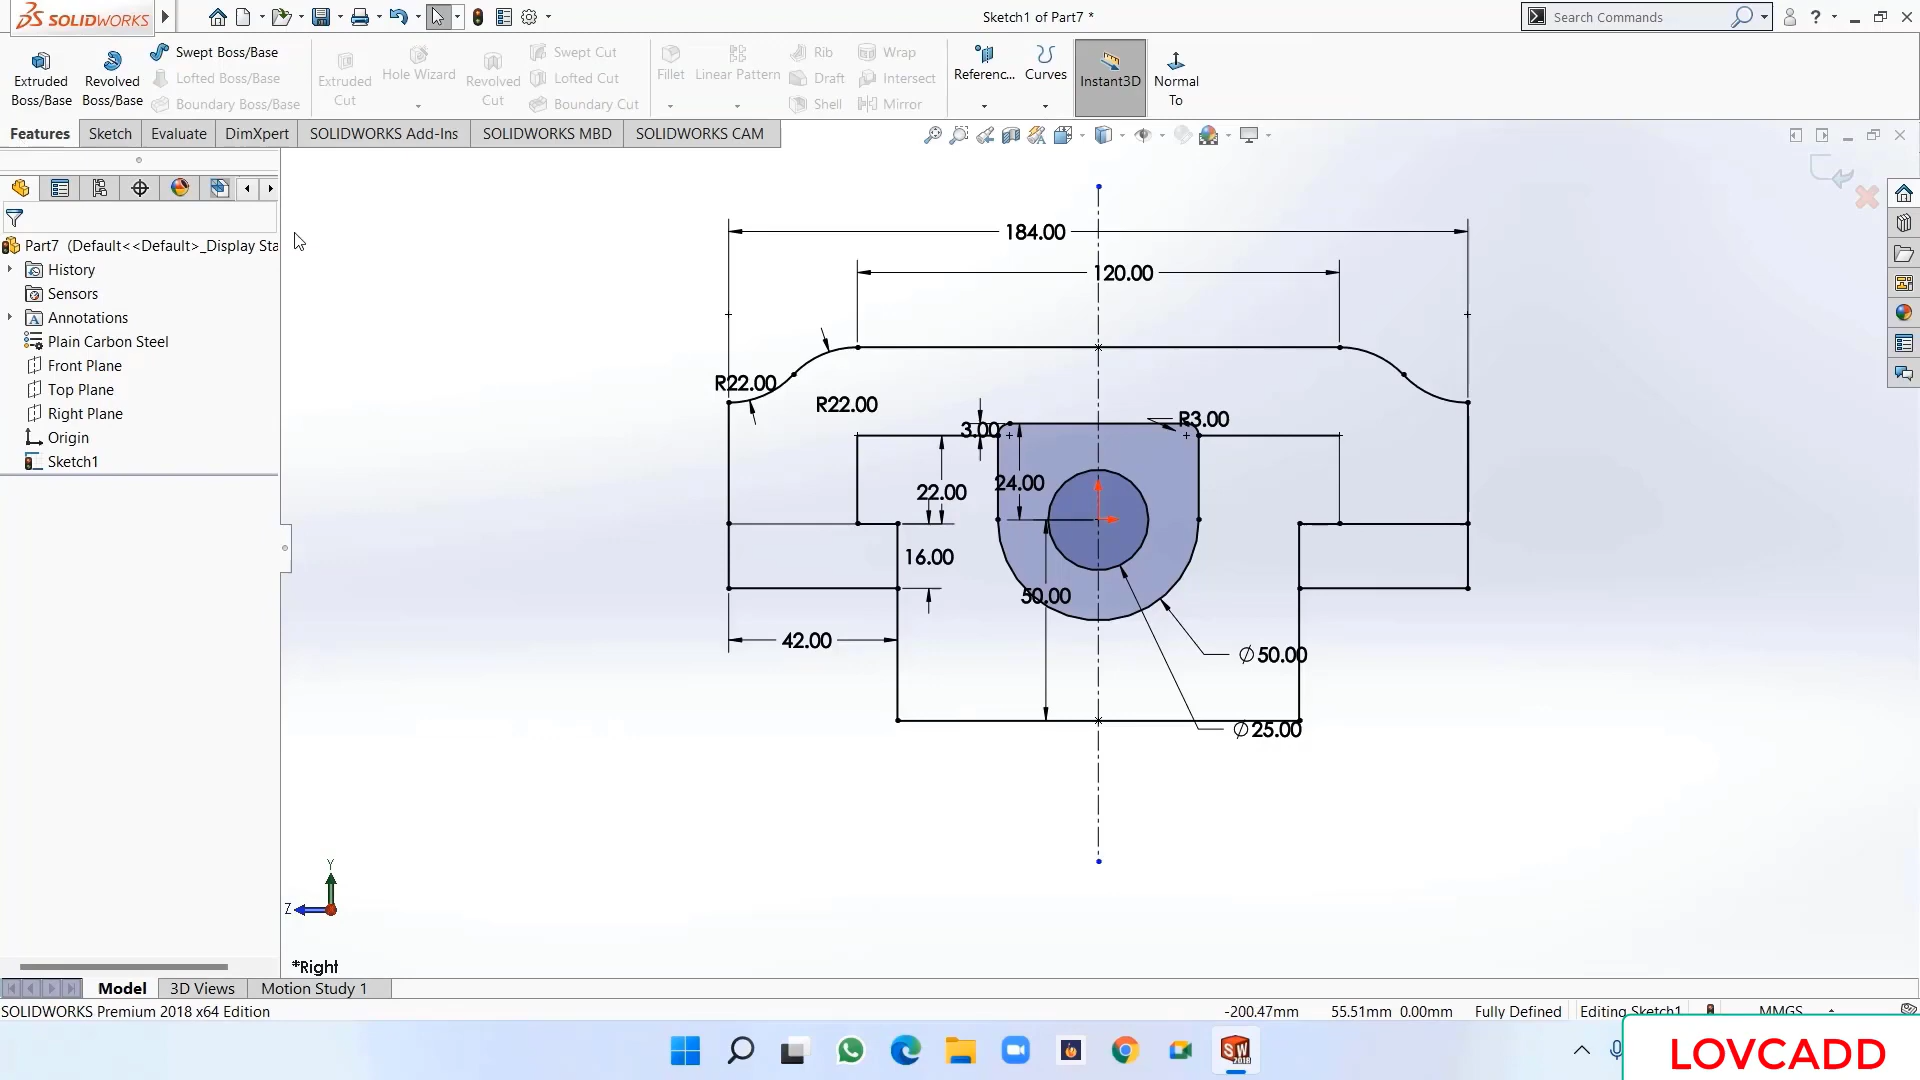 SOLIDWORKS
Sketch1 of Part7 *
Search Commands
?
Extruded Boss/Base
Revolved Boss/Base
Swept Boss/Base
Lofted Boss/Base
Boundary Boss/Base
Extruded Cut
Hole Wizard
Revolved Cut
Swept Cut
Lofted Cut
Boundary Cut
Fillet
Linear Pattern
Rib
Draft
Shell
Wrap
Intersect
Mirror
Referenc...
Curves
Instant3D
Normal To
Features
Sketch
Evaluate
DimXpert
SOLIDWORKS Add-Ins
SOLIDWORKS MBD
SOLIDWORKS CAM
Part7 (Default<<Default>_Display Sta
History
Sensors
Annotations
Plain Carbon Steel
Front Plane
Top Plane
Right Plane
Origin
Sketch1
184.00
120.00
R22.00
R22.00
3.00
R3.00
24.00
22.00
16.00
50.00
42.00
∅50.00
∅25.00
Y
Z
*Right
Model
3D Views
Motion Study 1
SOLIDWORKS Premium 2018 x64 Edition
-200.47mm
55.51mm
0.00mm
Fully Defined
Editing Sketch1
MMGS
SW
2018
LOVCADD